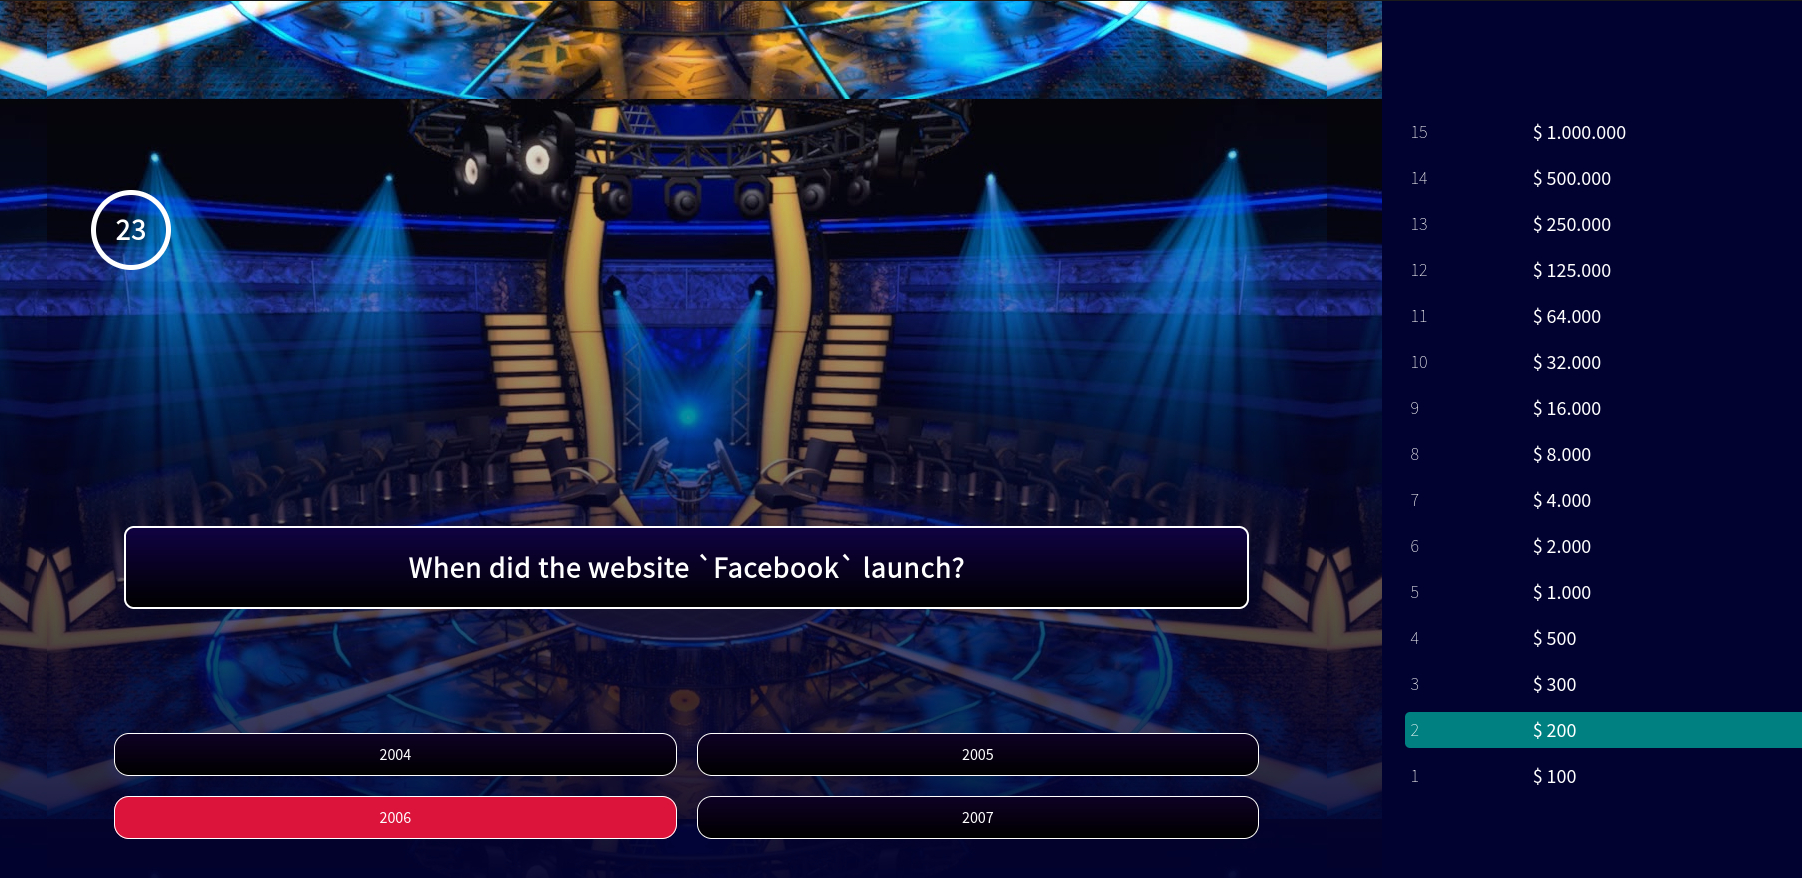 23
When did the website `Facebook` launch?
2004
2005
2006
2007
15 $ 1.000.000
14 $ 500.000
13 $ 250.000
12 $ 125.000
11 $ 64.000
10 $ 32.000
9 $ 16.000
8 $ 8.000
7 $ 4.000
6 $ 2.000
5 $ 1.000
4 $ 500
3 $ 300
2 $ 200
1 $ 100